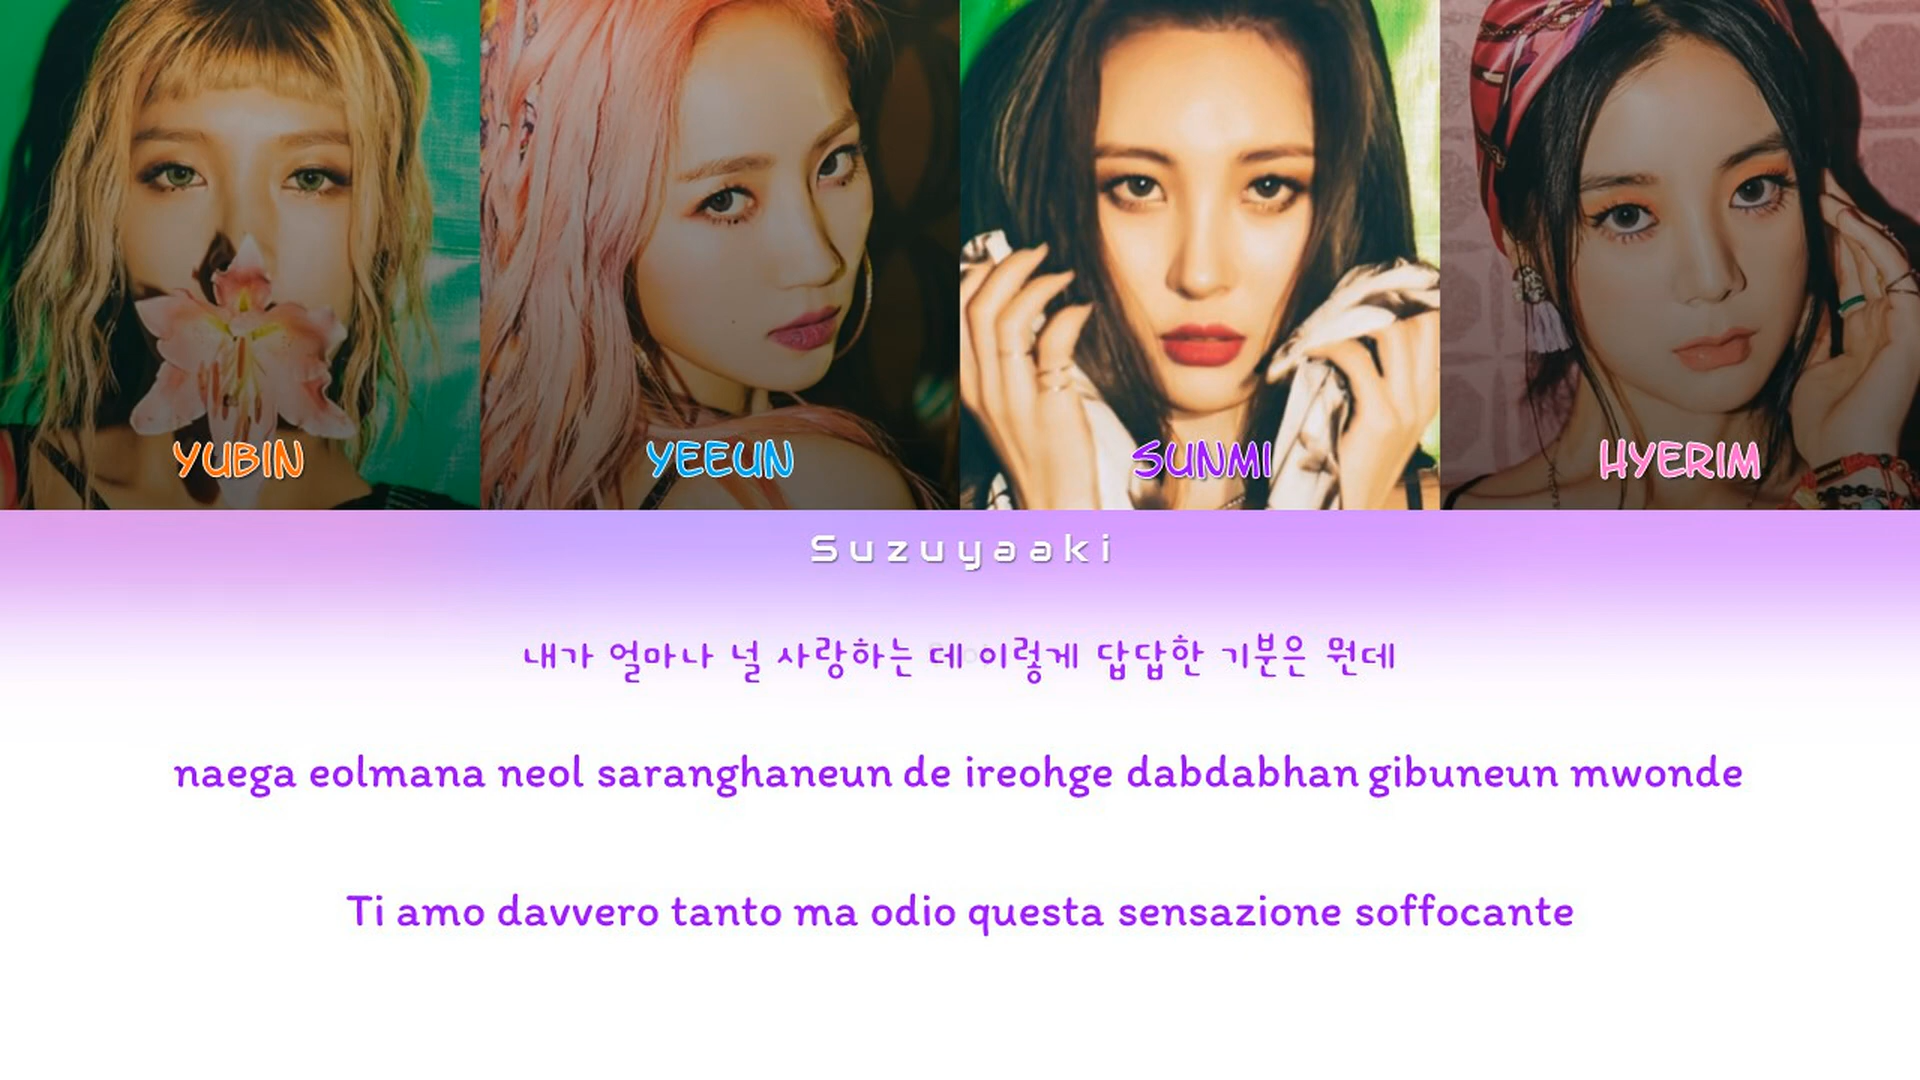 YUBIN
YEEUN
SUNMI
HYERIM
Suzuyaaki
내가 얼마나 널 사랑하는 데 이렇게 답답한 기분은 뭔데
naega eolmana neol saranghaneun de ireohge dabdabhan gibuneun mwonde
Ti amo davvero tanto ma odio questa sensazione soffocante